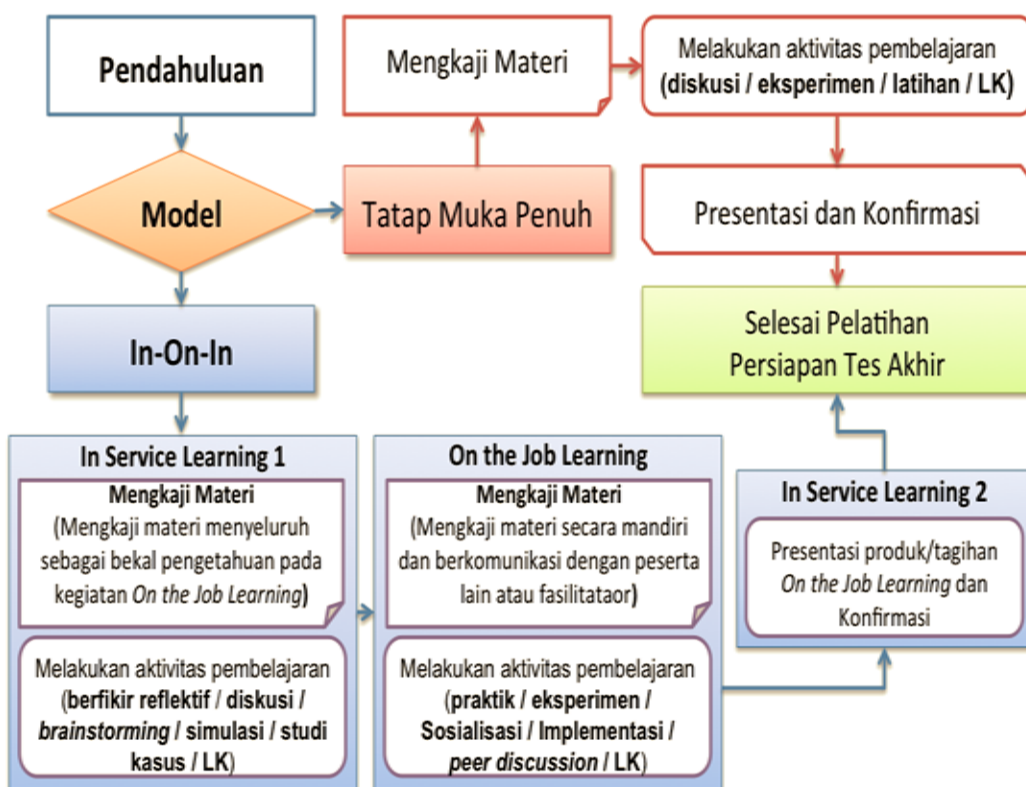 Pendahuluan
Model
Tatap Muka Penuh
Mengkaji Materi
Melakukan aktivitas pembelajaran
(diskusi / eksperimen / latihan / LK)
Presentasi dan Konfirmasi
Selesai Pelatihan
Persiapan Tes Akhir
In-On-In
In Service Learning 1
Mengkaji Materi
(Mengkaji materi menyeluruh
sebagai bekal pengetahuan pada
kegiatan On the Job Learning)
Melakukan aktivitas pembelajaran
(berfikir reflektif / diskusi /
brainstorming / simulasi / studi
kasus / LK)
On the Job Learning
Mengkaji Materi
(Mengkaji materi secara mandiri
dan berkomunikasi dengan peserta
lain atau fasilitataor)
Melakukan aktivitas pembelajaran
(praktik / eksperimen /
Sosialisasi / Implementasi /
peer discussion / LK)
In Service Learning 2
Presentasi produk/tagihan
On the Job Learning dan
Konfirmasi